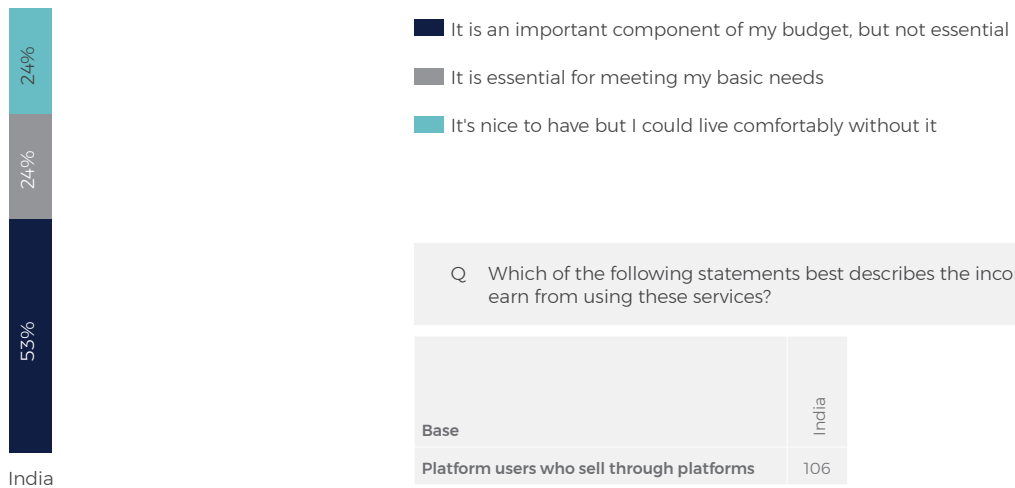 24%
24%
53%
India
It is an important component of my budget, but not essential
It is essential for meeting my basic needs
It's nice to have but I could live comfortably without it
Q Which of the following statements best describes the inco
earn from using these services?
Base India
Platform users who sell through platforms 106